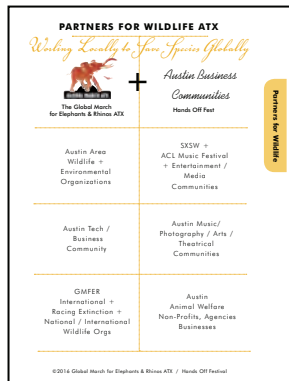 PARTNERS FOR WILDLIFE ATX
Working Locally to Save Species Globally
+
The Global March
for Elephants & Rhinos ATX
Austin Business
Communities
Hands Off Fest
Partners for Wildlife
Austin Area
Wildlife +
Environmental
Organizations
SXSW +
ACL Music Festival
+ Entertainment /
Media
Communities
Austin Tech /
Business
Community
Austin Music/
Photography / Arts /
Theatrical
Communities
GMFER
International +
Racing Extinction +
National / International
Wildlife Orgs
Austin
Animal Welfare
Non-Profits, Agencies
Businesses
©2016 Global March for Elephants & Rhinos ATX / Hands Off Festival